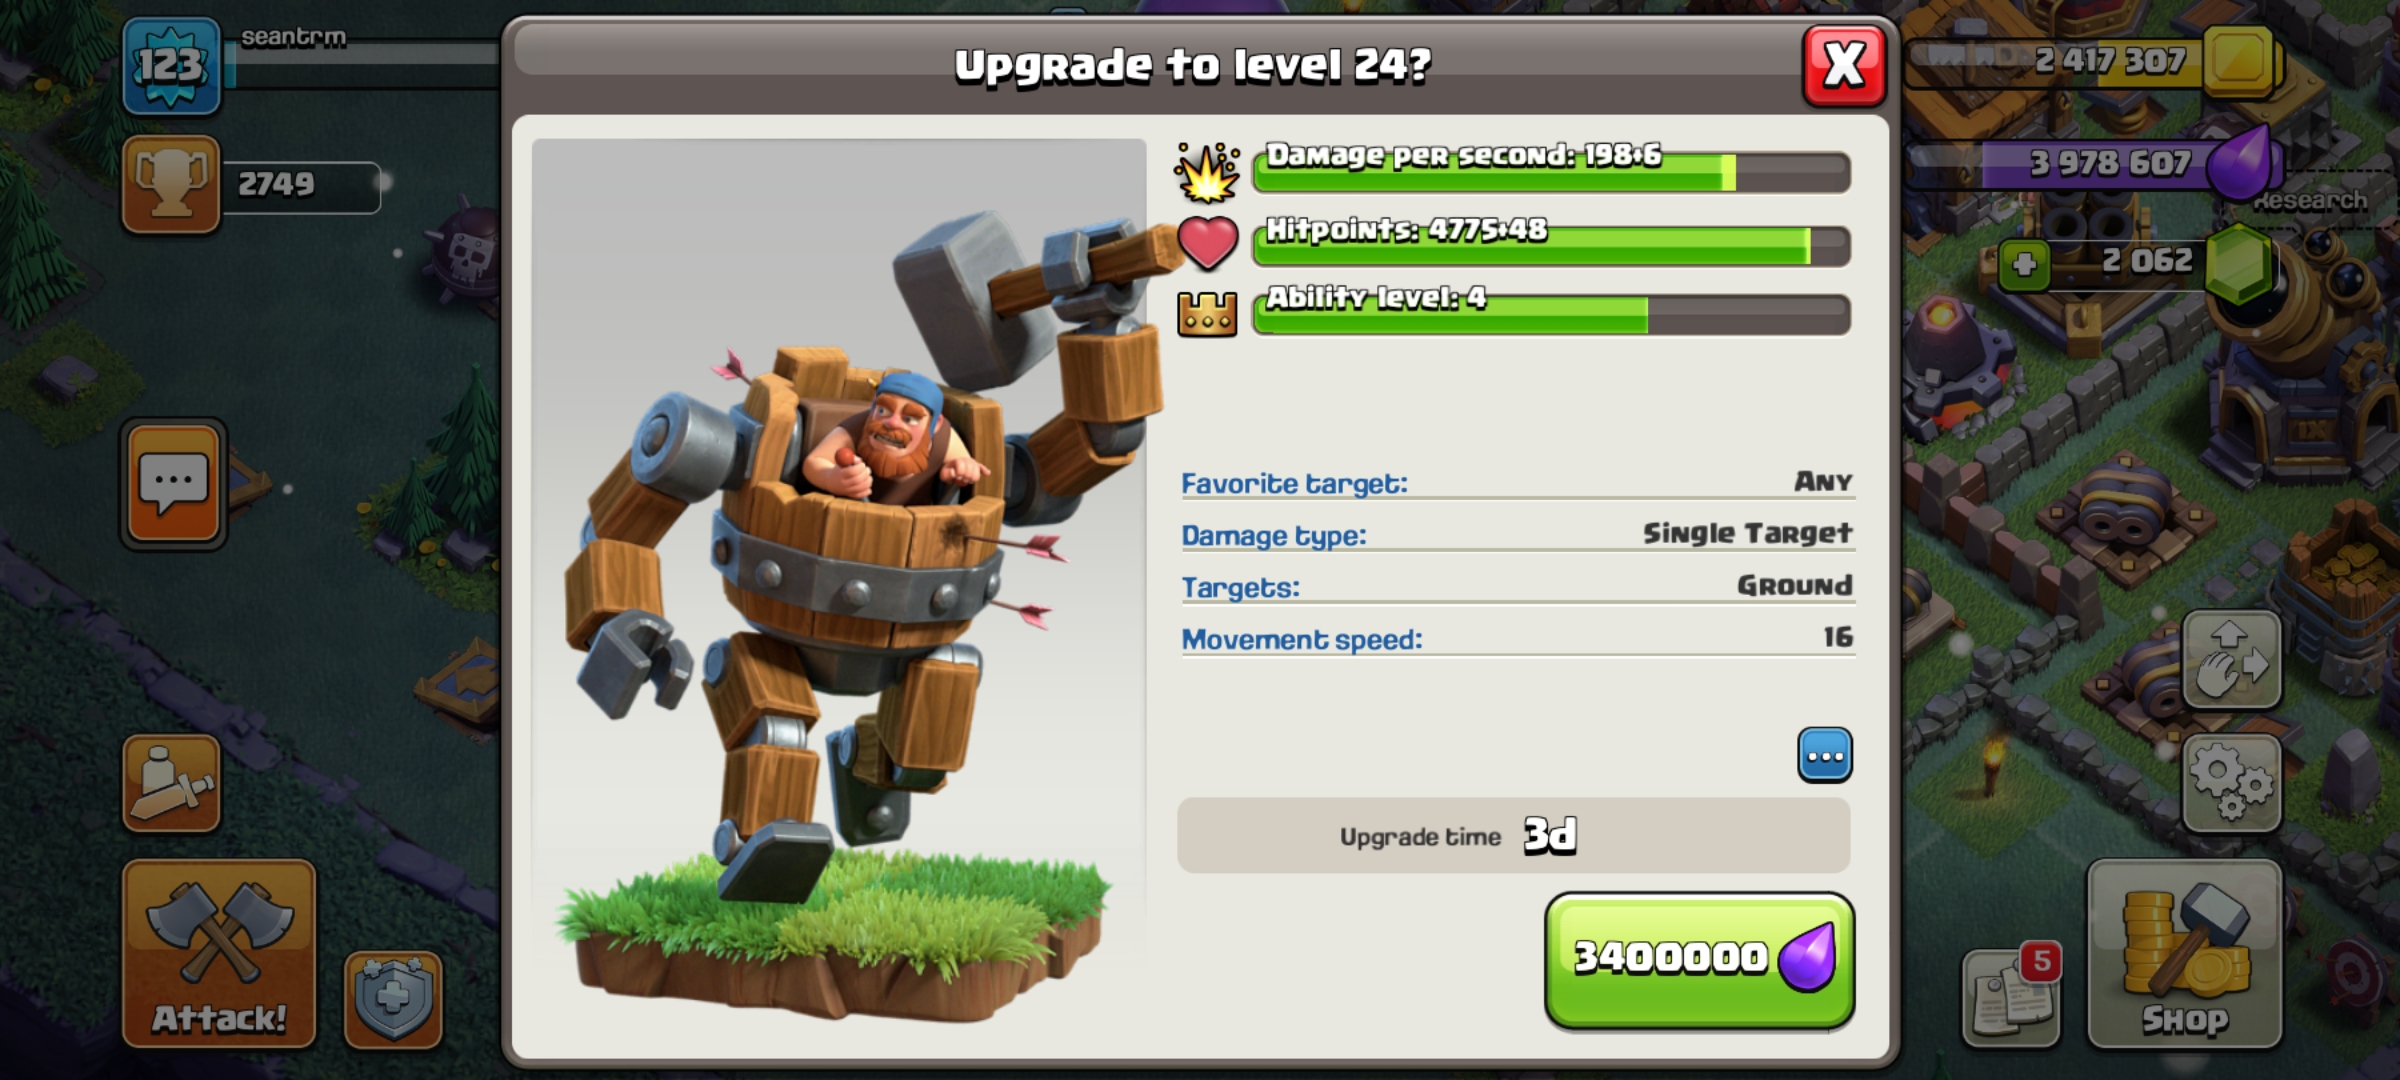 123
seantrm
2749
Upgrade to level 24?
X
2 417 307
3 978 607
Research
2 062
Damage per second: 198+6
Hitpoints: 4775+48
Ability level: 4
Favorite target: Any
Damage type: Single Target
Targets: Ground
Movement speed: 16
Upgrade time 3d
3400000
IX
Attack!
5
Shop